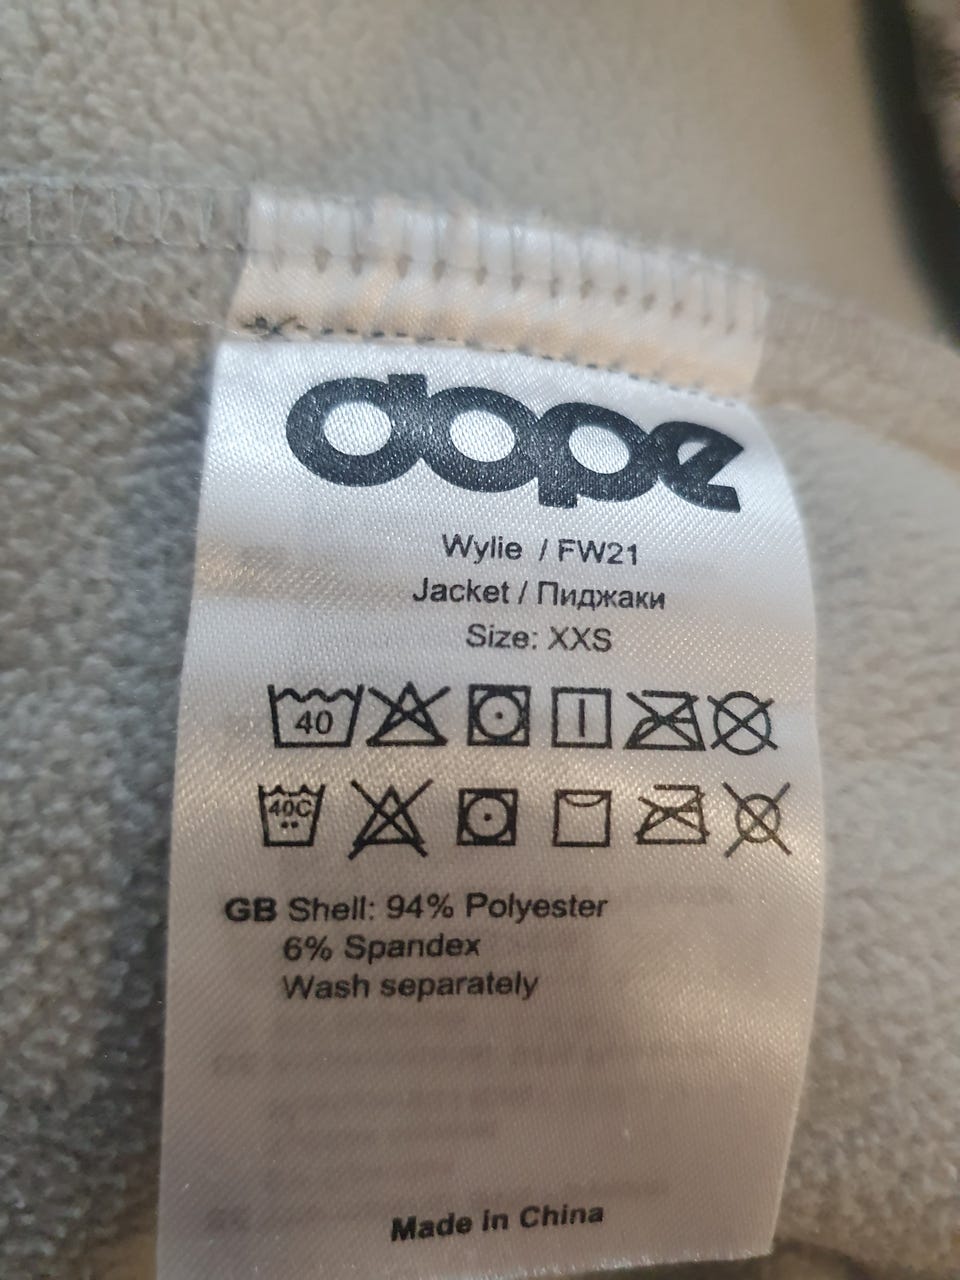 dope
Wylie / FW21
Jacket / Пиджаки
Size: XXS
40
40C
GB Shell: 94% Polyester
6% Spandex
Wash separately
Made in China